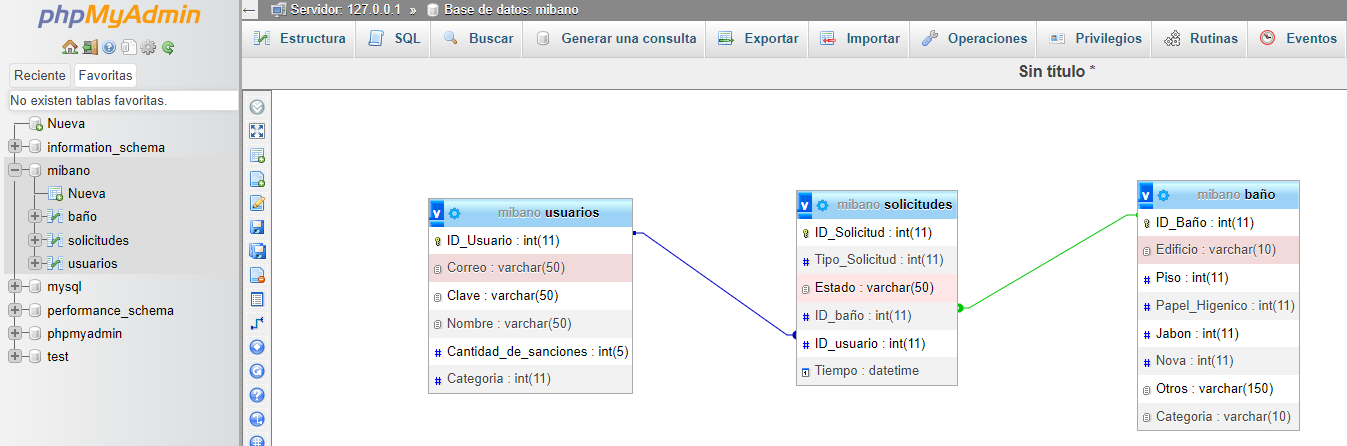 phpMyAdmin
Reciente Favoritas
No existen tablas favoritas.
Nueva
information_schema
mibano
Nueva
baño
solicitudes
usuarios
mysql
performance_schema
phpmyadmin
test
Servidor: 127.0.0.1 » Base de datos: mibano
Estructura SQL Buscar Generar una consulta Exportar Importar Operaciones Privilegios Rutinas Eventos
Sin título *
mibano usuarios
ID_Usuario : int(11)
Correo : varchar(50)
Clave : varchar(50)
Nombre : varchar(50)
Cantidad_de_sanciones : int(5)
Categoria : int(11)
mibano solicitudes
ID_Solicitud : int(11)
Tipo_Solicitud : int(11)
Estado : varchar(50)
ID_baño : int(11)
ID_usuario : int(11)
Tiempo : datetime
mibano baño
ID_Baño : int(11)
Edificio : varchar(10)
Piso : int(11)
Papel_Higenico : int(11)
Jabon : int(11)
Nova : int(11)
Otros : varchar(150)
Categoria : varchar(10)